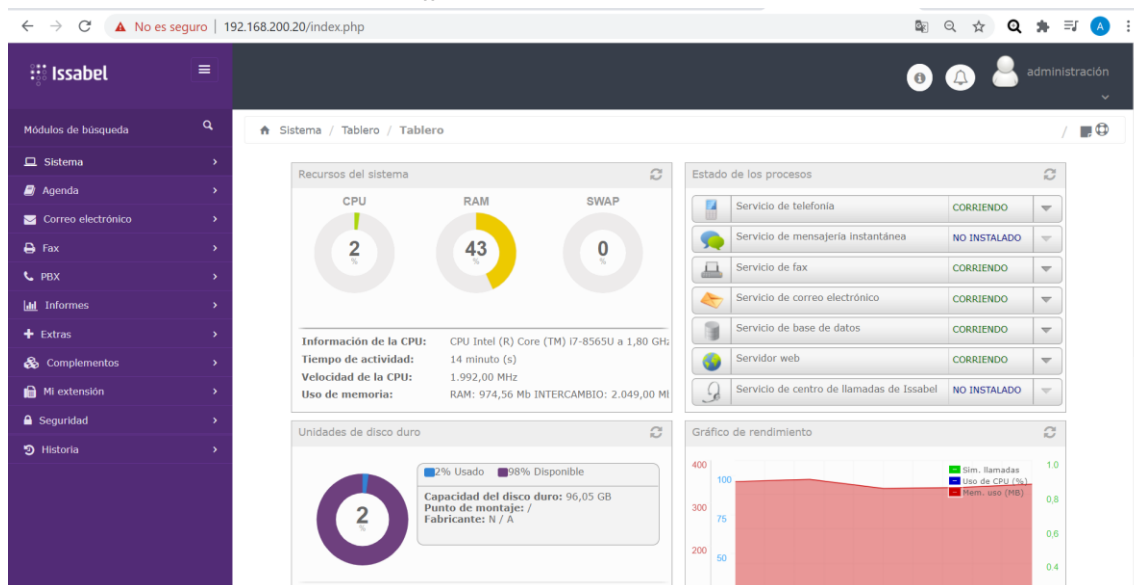 No es seguro | 192.168.200.20/index.php
A
Issabel
administración
Módulos de búsqueda
Sistema / Tablero / Tablero
Sistema
Agenda
Correo electrónico
Fax
PBX
Informes
Extras
Complementos
Mi extensión
Seguridad
Historia
Recursos del sistema
CPU RAM SWAP
2 43 0
% % %
Información de la CPU: CPU Intel (R) Core (TM) i7-8565U a 1,80 GHz
Tiempo de actividad: 14 minuto (s)
Velocidad de la CPU: 1.992,00 MHz
Uso de memoria: RAM: 974,56 Mb INTERCAMBIO: 2.049,00 Ml
Estado de los procesos
Servicio de telefonía CORRIENDO
Servicio de mensajería instantánea NO INSTALADO
Servicio de fax CORRIENDO
Servicio de correo electrónico CORRIENDO
Servicio de base de datos CORRIENDO
Servidor web CORRIENDO
Servicio de centro de llamadas de Issabel NO INSTALADO
Unidades de disco duro
2
%
2% Usado 98% Disponible
Capacidad del disco duro: 96,05 GB
Punto de montaje: /
Fabricante: N / A
Gráfico de rendimiento
400 100 Sim. llamadas 1.0
Uso de CPU (%)
Mem. uso (MB)
300 75 0,8
0,6
200 50 0.4